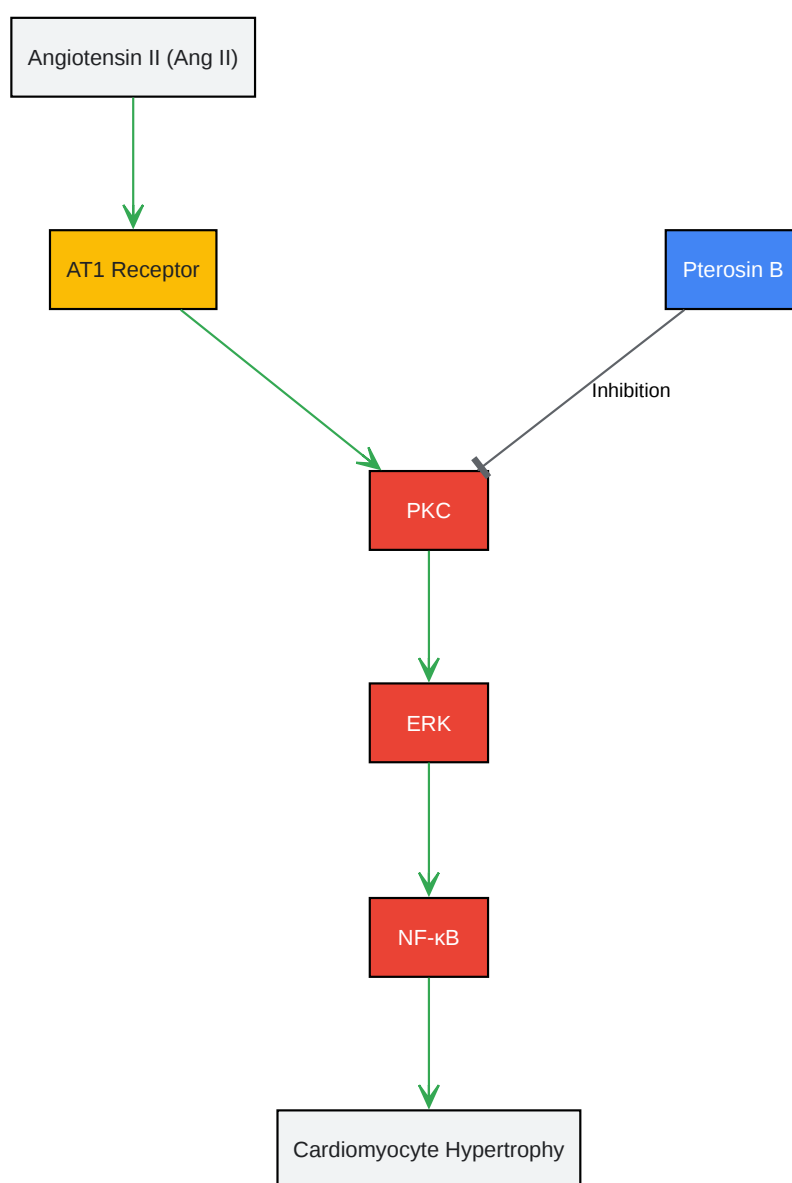 Angiotensin II (Ang II)
AT1 Receptor
Pterosin B
Inhibition
PKC
ERK
NF-κB
Cardiomyocyte Hypertrophy